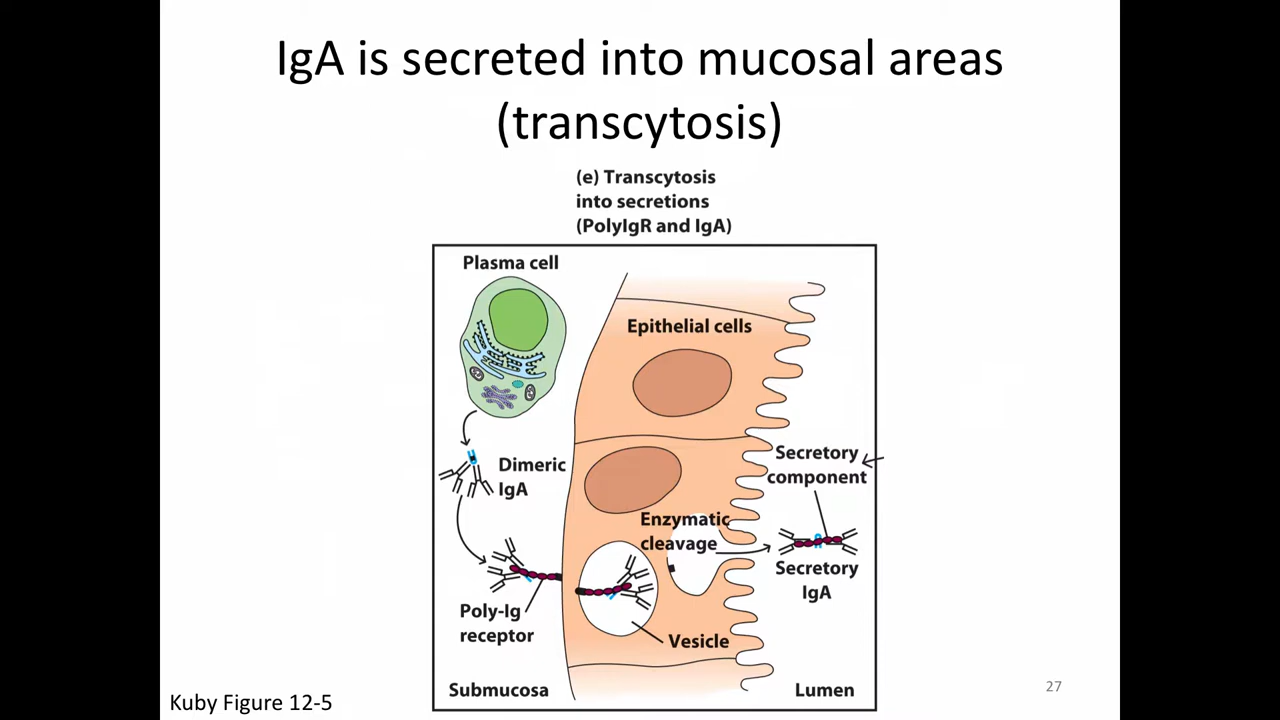 IgA is secreted into mucosal areas
(transcytosis)
(e) Transcytosis
into secretions
(PolyIgR and IgA)
Plasma cell
Epithelial cells
Dimeric
IgA
Secretory
component
Enzymatic
cleavage
Secretory
IgA
Poly-Ig
receptor
Vesicle
Submucosa
Lumen
Kuby Figure 12-5
27